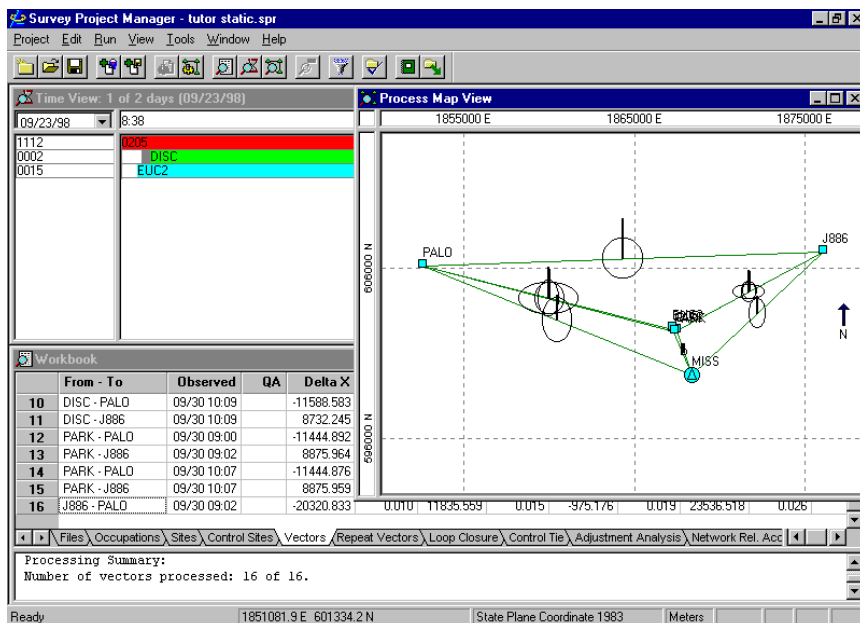 Survey Project Manager - tutor static.spr
Project Edit Run View Tools Window Help
Time View: 1 of 2 days (09/23/98)
09/23/98 8:38
1112 0205
0002 DISC
0015 EUC2
Process Map View
1855000 E 1865000 E 1875000 E
606000 N
596000 N
PALO
J886
MISS
N
Workbook
From - To Observed QA Delta X
10 DISC - PALO 09/30 10:09 -11588.583
11 DISC - J886 09/30 10:09 8732.245
12 PARK - PALO 09/30 09:00 -11444.892
13 PARK - J886 09/30 09:02 8875.964
14 PARK - PALO 09/30 10:07 -11444.876
15 PARK - J886 09/30 10:07 8875.959
16 J886 - PALO 09/30 09:02 -20320.833 0.010 11835.559 0.015 -975.176 0.019 23536.518 0.026
Files Occupations Sites Control Sites Vectors Repeat Vectors Loop Closure Control Tie Adjustment Analysis Network Rel. Acc
Processing Summary:
Number of vectors processed: 16 of 16.
Ready 1851081.9 E 601334.2 N State Plane Coordinate 1983 Meters